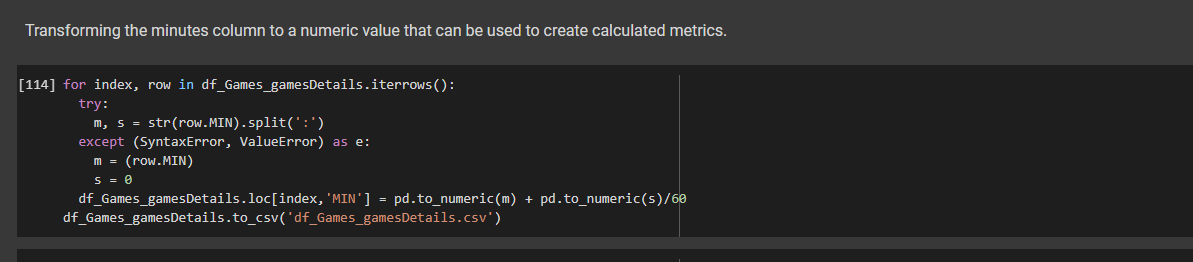 Transforming the minutes column to a numeric value that can be used to create calculated metrics.
[114] for index, row in df_Games_gamesDetails.iterrows():
try:
m, s = str(row.MIN).split(':')
except (SyntaxError, ValueError) as e:
m = (row.MIN)
s = 0
df_Games_gamesDetails.loc[index,'MIN'] = pd.to_numeric(m) + pd.to_numeric(s)/60
df_Games_gamesDetails.to_csv('df_Games_gamesDetails.csv')